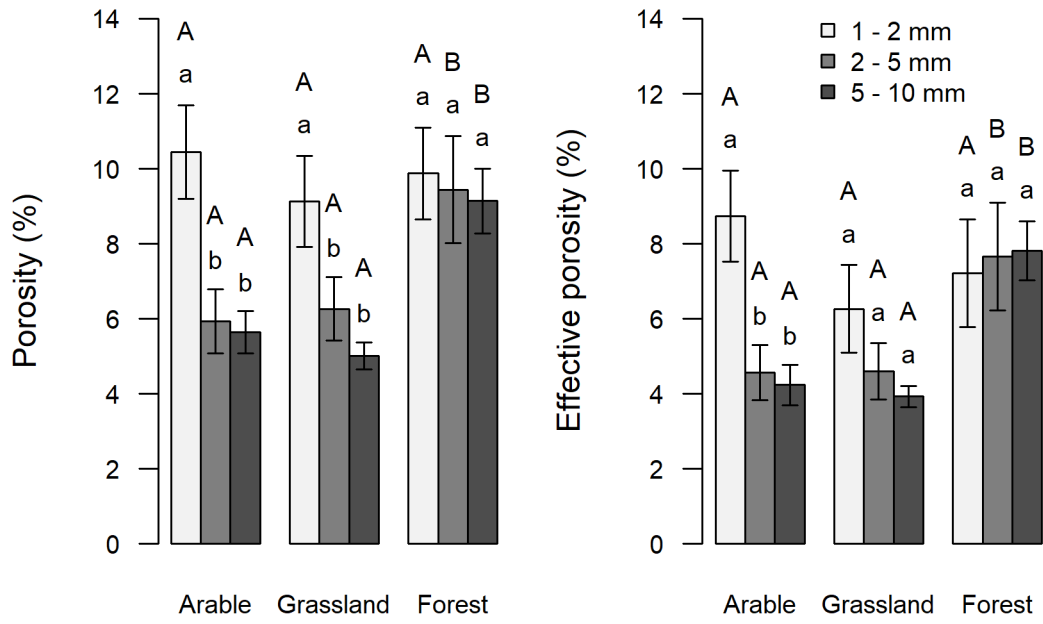 Porosity (%)
14
12
10
8
6
4
2
0
A
a
A
b
A
b
A
a
A
b
A
b
A
a
B
a
B
a
Arable Grassland Forest
Effective porosity (%)
14
12
10
8
6
4
2
0
1 - 2 mm
2 - 5 mm
5 - 10 mm
A
a
A
b
A
b
A
a
A
a
A
a
A
a
B
a
B
a
Arable Grassland Forest